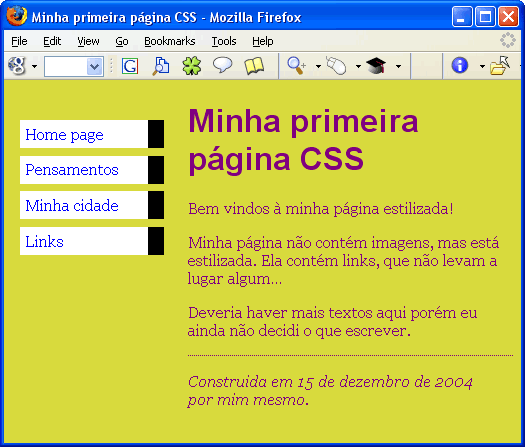 Minha primeira página CSS - Mozilla Firefox
File Edit View Go Bookmarks Tools Help
Home page
Pensamentos
Minha cidade
Links
Minha primeira
página CSS
Bem vindos à minha página estilizada!
Minha página não contém imagens, mas está
estilizada. Ela contém links, que não levam a
lugar algum...
Deveria haver mais textos aqui porém eu
ainda não decidi o que escrever.
Construida em 15 de dezembro de 2004
por mim mesmo.